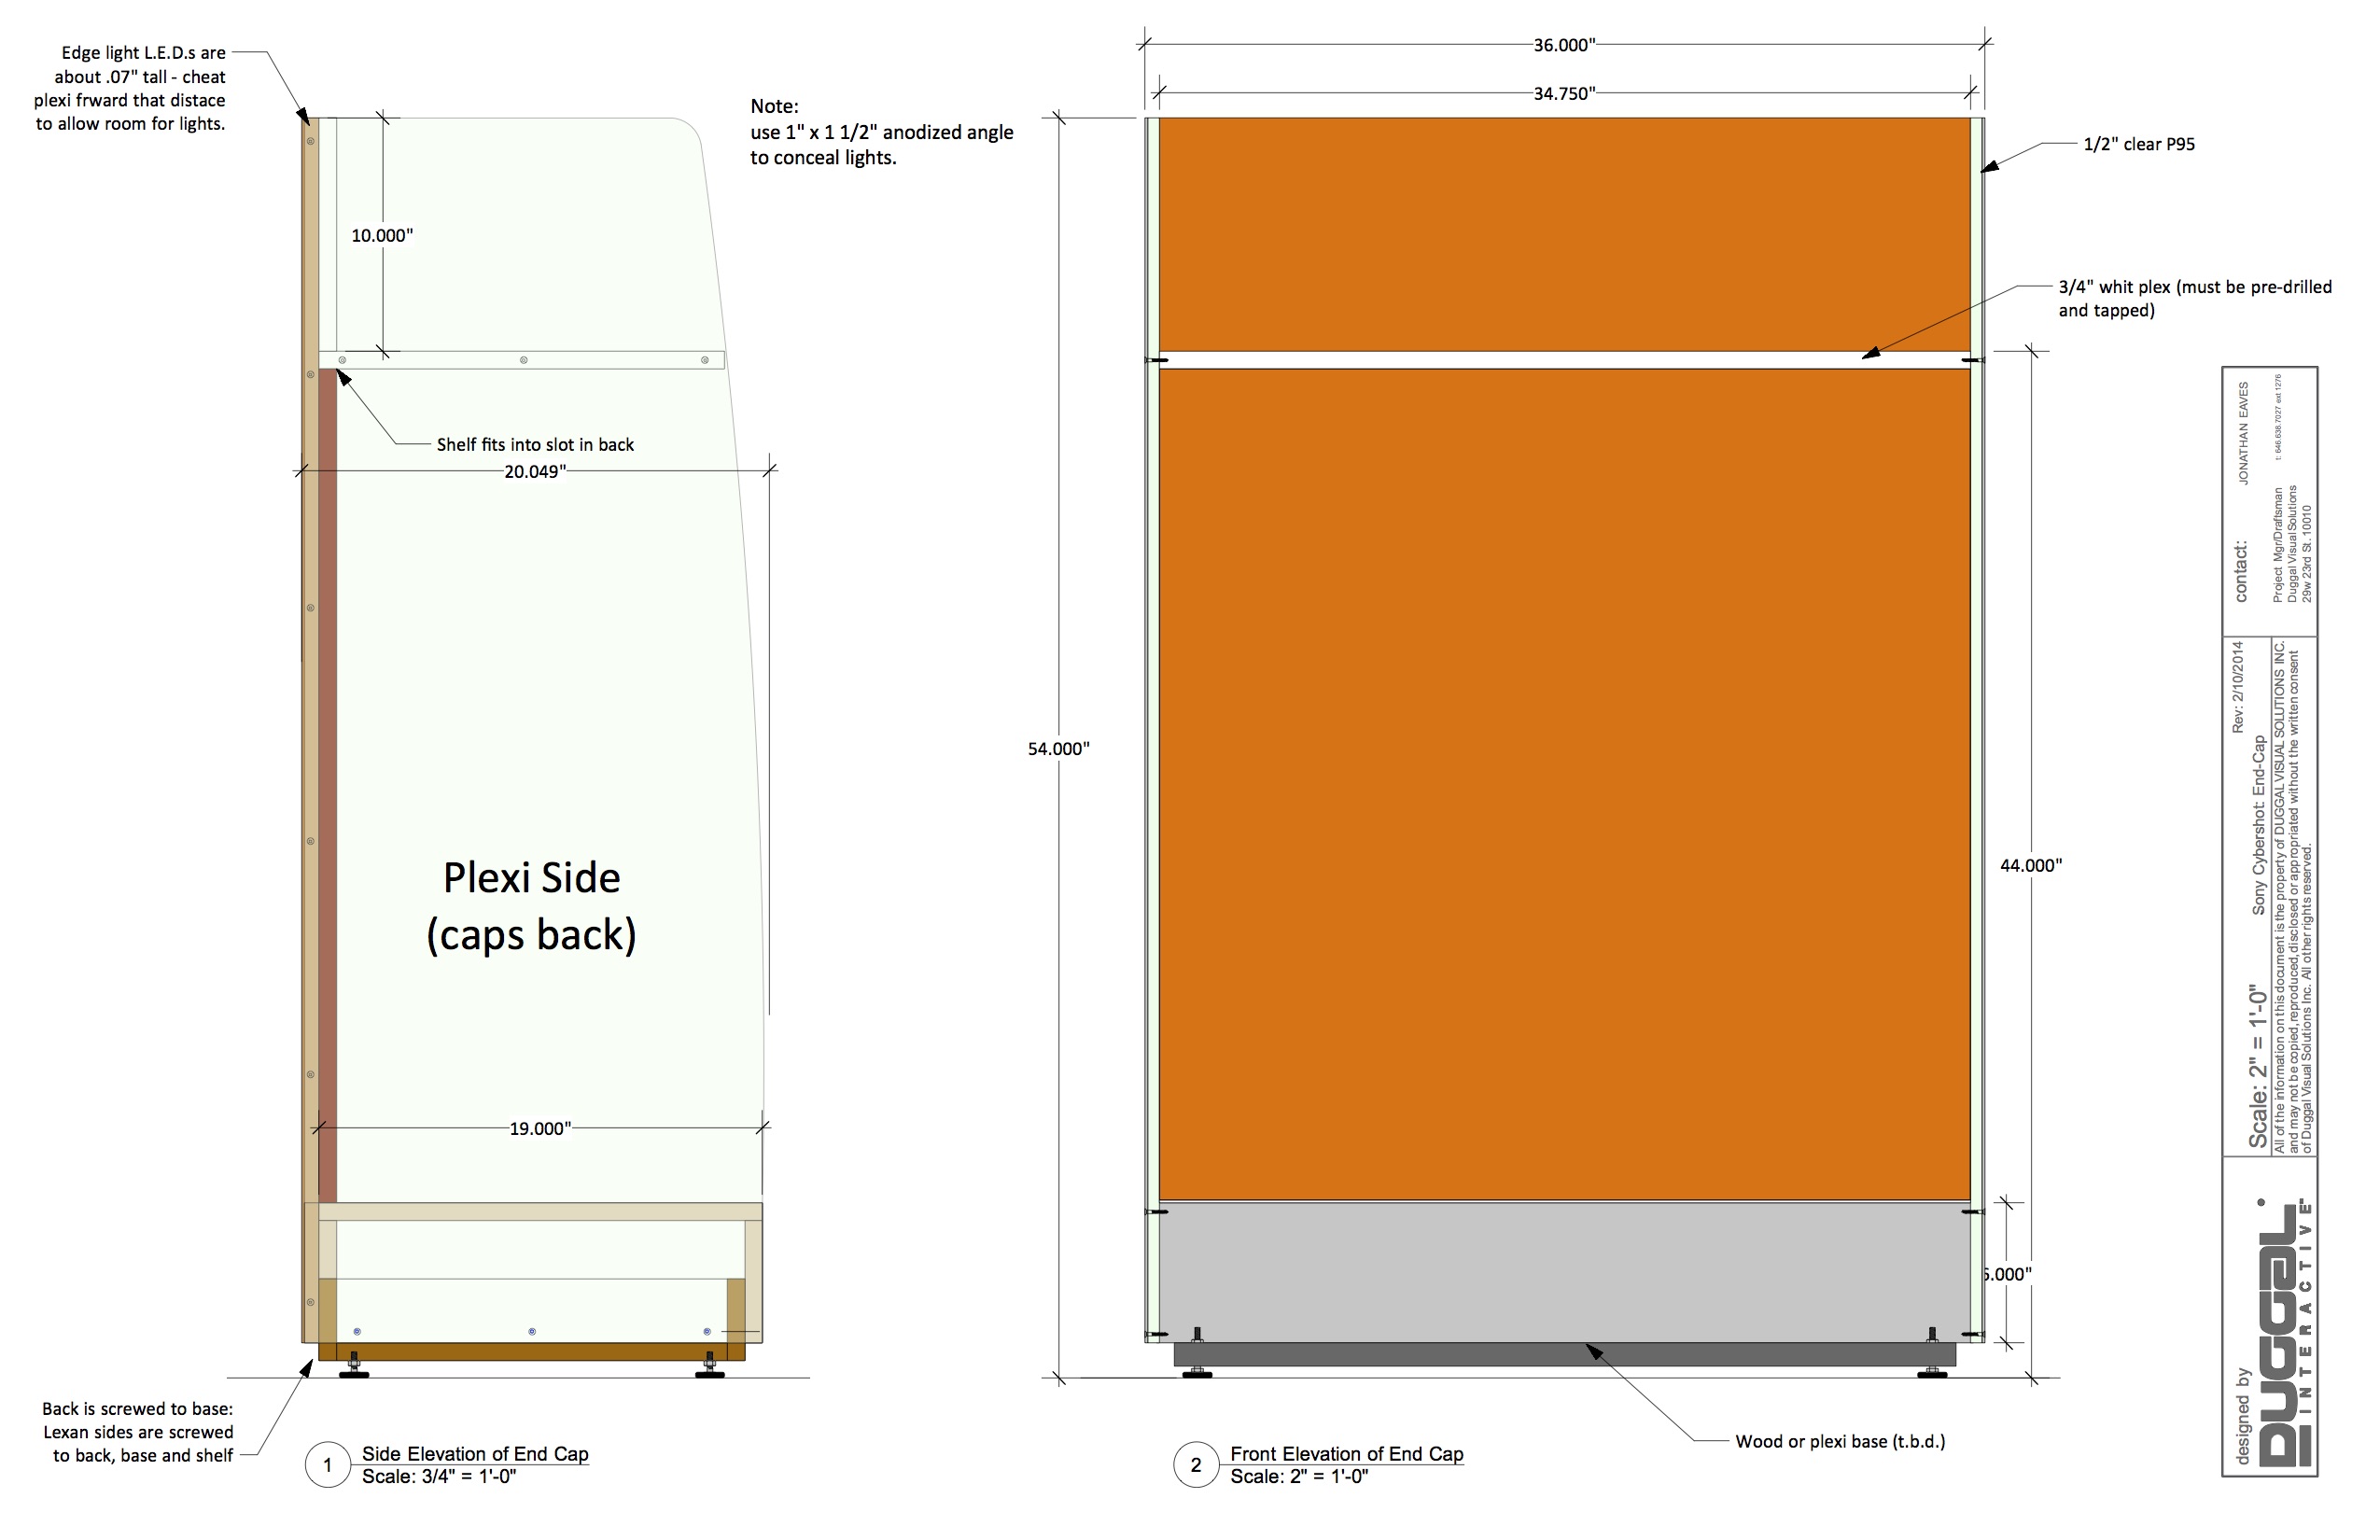 Edge light L.E.D.s are
about .07" tall - cheat
plexi frward that distace
to allow room for lights.
10.000"
Note:
use 1" x 1 1/2" anodized angle
to conceal lights.
Shelf fits into slot in back
20.049"
Plexi Side
(caps back)
19.000"
Back is screwed to base:
Lexan sides are screwed
to back, base and shelf
1
Side Elevation of End Cap
Scale: 3/4" = 1'-0"
36.000"
34.750"
1/2" clear P95
3/4" whit plex (must be pre-drilled
and tapped)
54.000"
44.000"
.000"
Wood or plexi base (t.b.d.)
2
Front Elevation of End Cap
Scale: 2" = 1'-0"
contact:
JONATHAN EAVES
Project Mgr/Draftsman
t: 646.638.7027 ext 1276
Duggal Visual Solutions
29w 23rd St. 10010
Rev: 2/10/2014
Scale: 2" = 1'-0"
Sony Cybershot: End-Cap
All of the information on this document is the property of DUGGAL VISUAL SOLUTIONS INC.
and may not be copied, reproduced, disclosed or appropriated without the written consent
of Duggal Visual Solutions Inc. All other rights reserved.
designed by
DUGGAL
INTERACTIVE